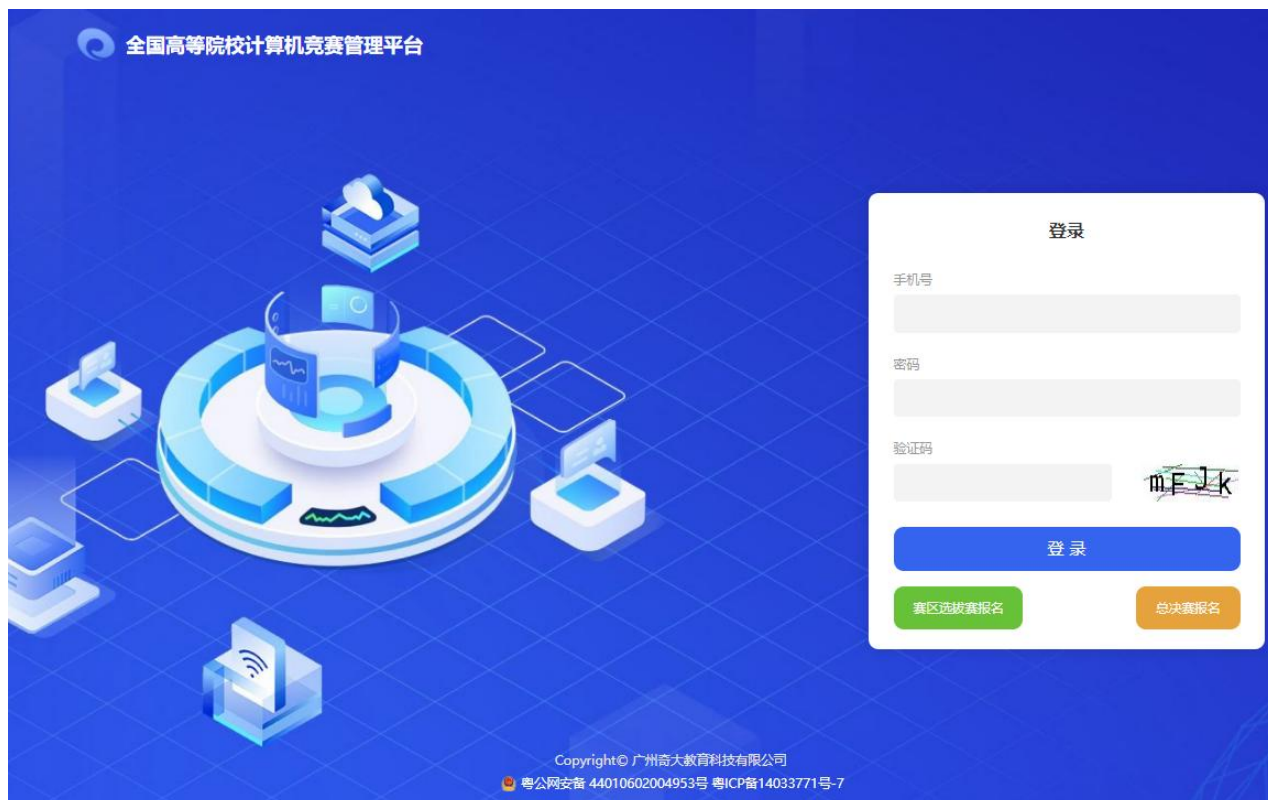 全国高等院校计算机竞赛管理平台
登录
手机号
密码
验证码
mFJk
登 录
赛区选拔赛报名
总决赛报名
Copyright© 广州奇大教育科技有限公司
粤公网安备 44010602004953号 粤ICP备14033771号-7